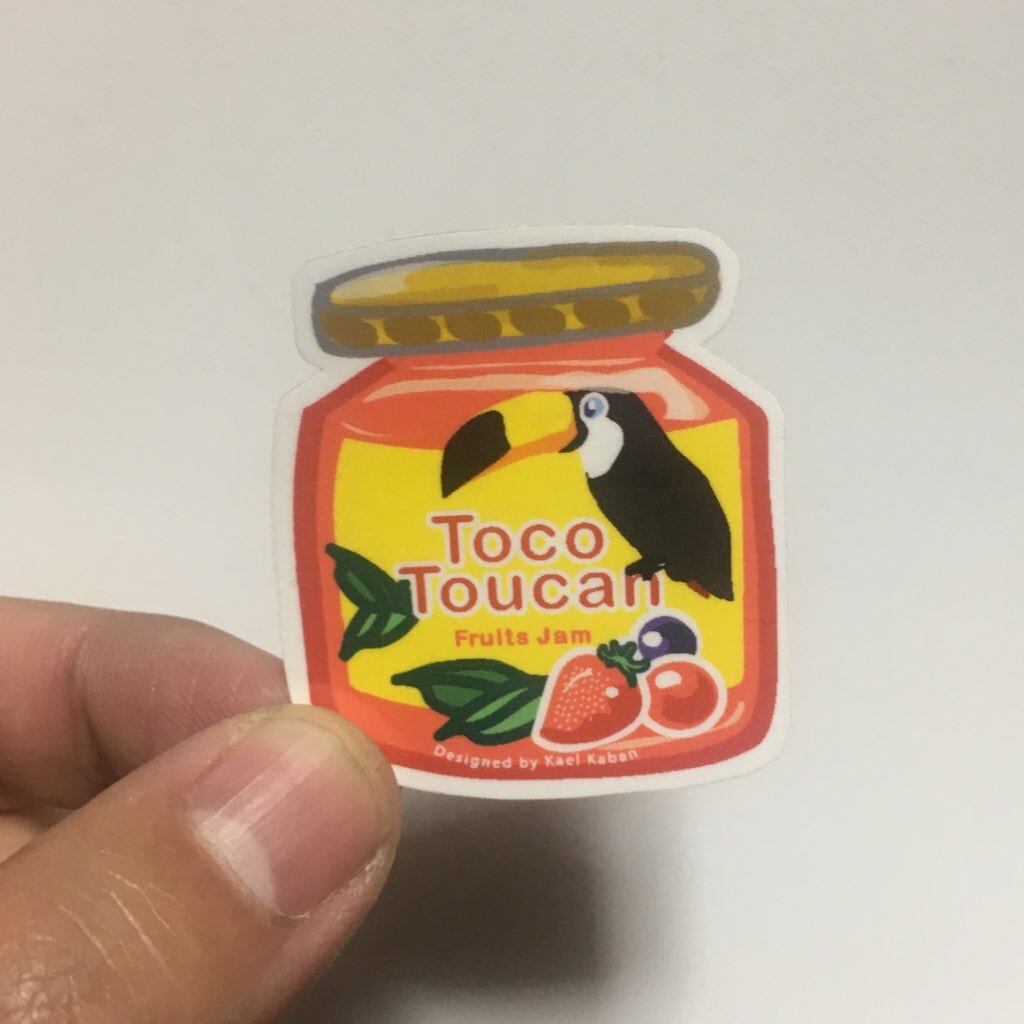 Toco
Toucan
Fruits Jam
Designed by Kael Kaban